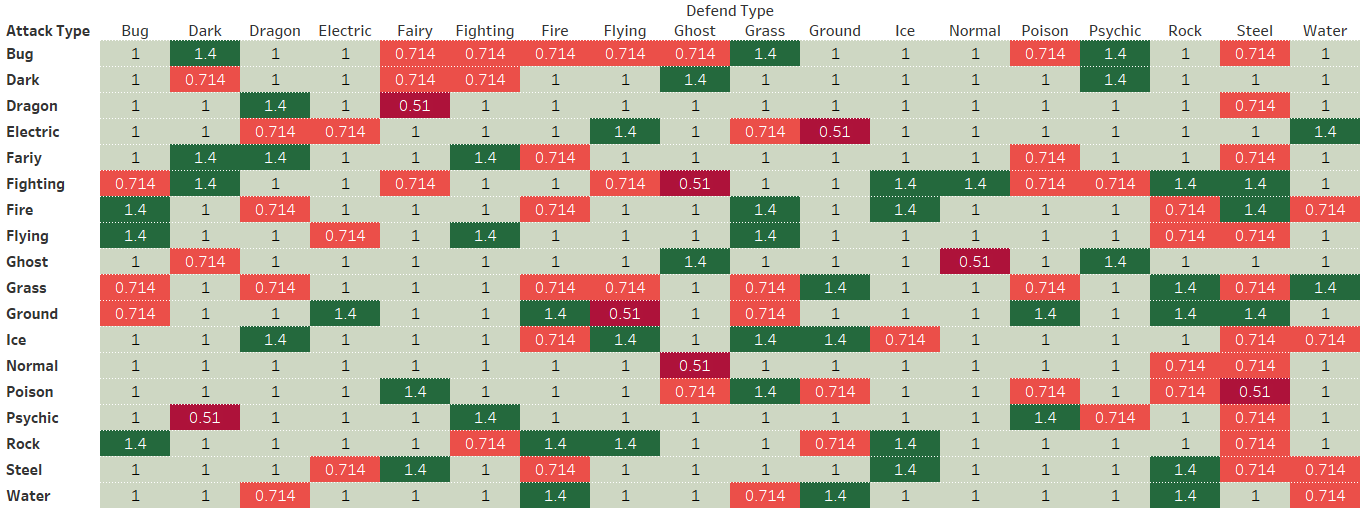 Defend Type
Attack Type Bug Dark Dragon Electric Fairy Fighting Fire Flying Ghost Grass Ground Ice Normal Poison Psychic Rock Steel Water
Bug 1 1.4 1 1 0.714 0.714 0.714 0.714 0.714 1.4 1 1 1 0.714 1.4 1 0.714 1
Dark 1 0.714 1 1 0.714 0.714 1 1 1.4 1 1 1 1 1 1.4 1 1 1
Dragon 1 1 1.4 1 0.51 1 1 1 1 1 1 1 1 1 1 1 0.714 1
Electric 1 1 0.714 0.714 1 1 1 1.4 1 0.714 0.51 1 1 1 1 1 1 1.4
Fariy 1 1.4 1.4 1 1 1.4 0.714 1 1 1 1 1 1 0.714 1 1 0.714 1
Fighting 0.714 1.4 1 1 0.714 1 1 0.714 0.51 1 1 1.4 1.4 0.714 0.714 1.4 1.4 1
Fire 1.4 1 0.714 1 1 1 0.714 1 1 1.4 1 1.4 1 1 1 0.714 1.4 0.714
Flying 1.4 1 1 0.714 1 1.4 1 1 1 1.4 1 1 1 1 1 0.714 0.714 1
Ghost 1 0.714 1 1 1 1 1 1 1.4 1 1 1 0.51 1 1.4 1 1 1
Grass 0.714 1 0.714 1 1 1 0.714 0.714 1 0.714 1.4 1 1 0.714 1 1.4 0.714 1.4
Ground 0.714 1 1 1.4 1 1 1.4 0.51 1 0.714 1 1 1 1.4 1 1.4 1.4 1
Ice 1 1 1.4 1 1 1 0.714 1.4 1 1.4 1.4 0.714 1 1 1 1 0.714 0.714
Normal 1 1 1 1 1 1 1 1 0.51 1 1 1 1 1 1 0.714 0.714 1
Poison 1 1 1 1 1.4 1 1 1 0.714 1.4 0.714 1 1 0.714 1 0.714 0.51 1
Psychic 1 0.51 1 1 1 1.4 1 1 1 1 1 1 1 1.4 0.714 1 0.714 1
Rock 1.4 1 1 1 1 0.714 1.4 1.4 1 1 0.714 1.4 1 1 1 1 0.714 1
Steel 1 1 1 0.714 1.4 1 0.714 1 1 1 1 1.4 1 1 1 1.4 0.714 0.714
Water 1 1 0.714 1 1 1 1.4 1 1 0.714 1.4 1 1 1 1 1.4 1 0.714